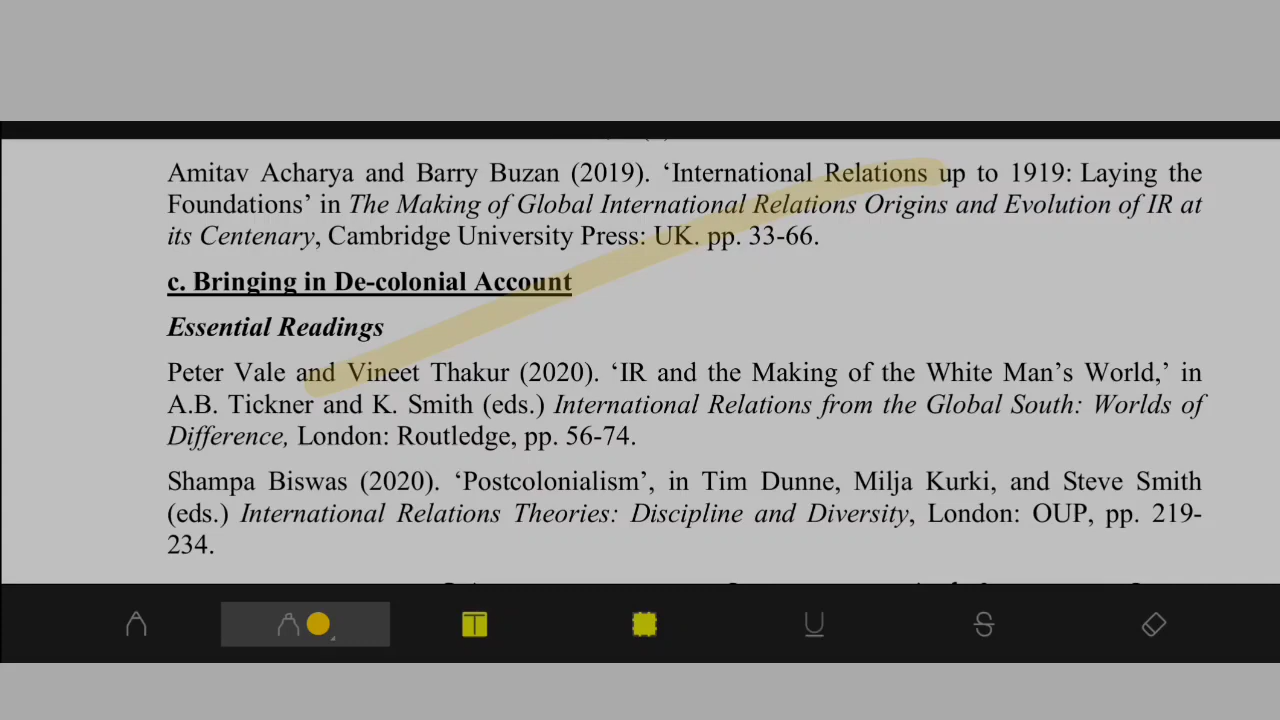 Amitav Acharya and Barry Buzan (2019). ‘International Relations up to 1919: Laying the
Foundations’ in The Making of Global International Relations Origins and Evolution of IR at
its Centenary, Cambridge University Press: UK. pp. 33-66.
c. Bringing in De-colonial Account
Essential Readings
Peter Vale and Vineet Thakur (2020). ‘IR and the Making of the White Man’s World,’ in
A.B. Tickner and K. Smith (eds.) International Relations from the Global South: Worlds of
Difference, London: Routledge, pp. 56-74.
Shampa Biswas (2020). ‘Postcolonialism’, in Tim Dunne, Milja Kurki, and Steve Smith
(eds.) International Relations Theories: Discipline and Diversity, London: OUP, pp. 219-
234.
T
U
S